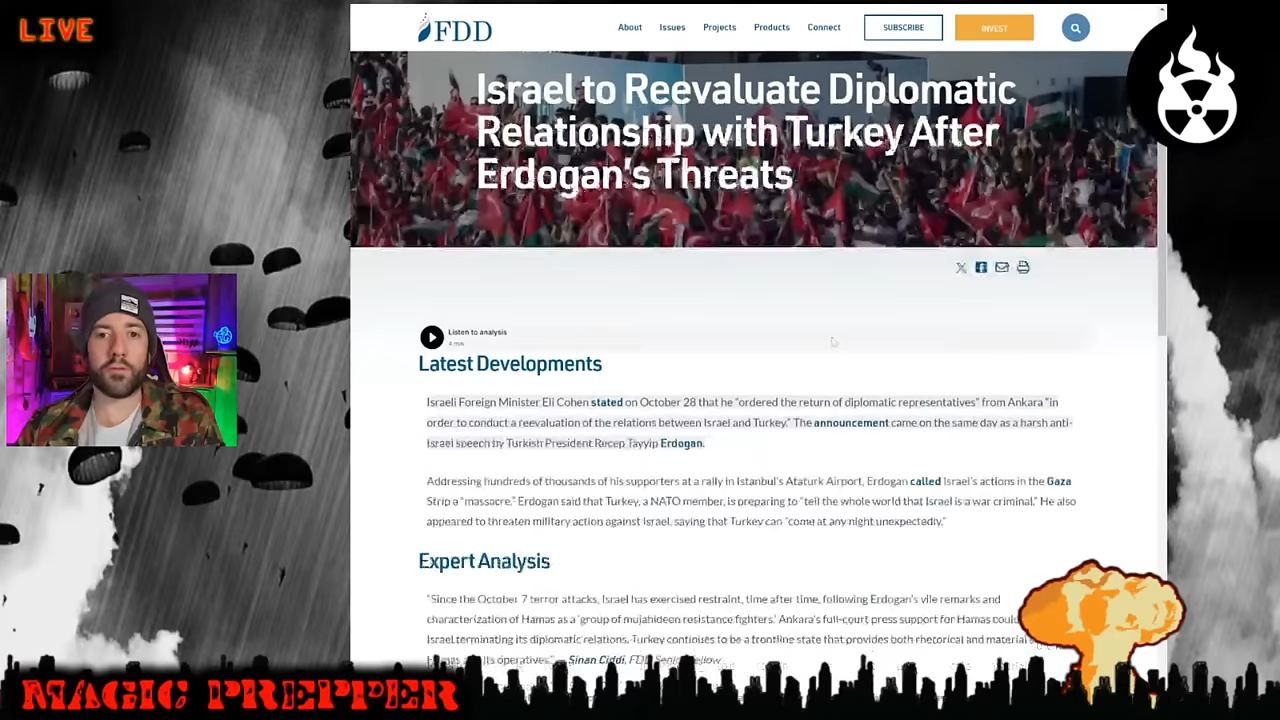 LIVE
FDD
About Issues Projects Products Connect SUBSCRIBE INVEST
Israel to Reevaluate Diplomatic
Relationship with Turkey After
Erdogan's Threats
Listen to analysis
4 min
Latest Developments
Israeli Foreign Minister Eli Cohen stated on October 28 that he "ordered the return of diplomatic representatives" from Ankara "in
order to conduct a reevaluation of the relations between Israel and Turkey." The announcement came on the same day as a harsh anti-
Israel speech by Turkish President Recep Tayyip Erdogan.
Addressing hundreds of thousands of his supporters at a rally in Istanbul's Ataturk Airport, Erdogan called Israel's actions in the Gaza
Strip a "massacre." Erdogan said that Turkey, a NATO member, is preparing to "tell the whole world that Israel is a war criminal." He also
appeared to threaten military action against Israel, saying that Turkey can "come at any night unexpectedly."
Expert Analysis
"Since the October 7 terror attacks, Israel has exercised restraint, time after time, following Erdogan's vile remarks and
characterization of Hamas as a 'group of mujahideen resistance fighters.' Ankara's full-court press support for Hamas could
Israel terminating its diplomatic relations. Turkey continues to be a frontline state that provides both rhetorical and material
Hamas its operatives." Sinan Ciddi, FDD Senior Fellow
MAGIC PREPPER